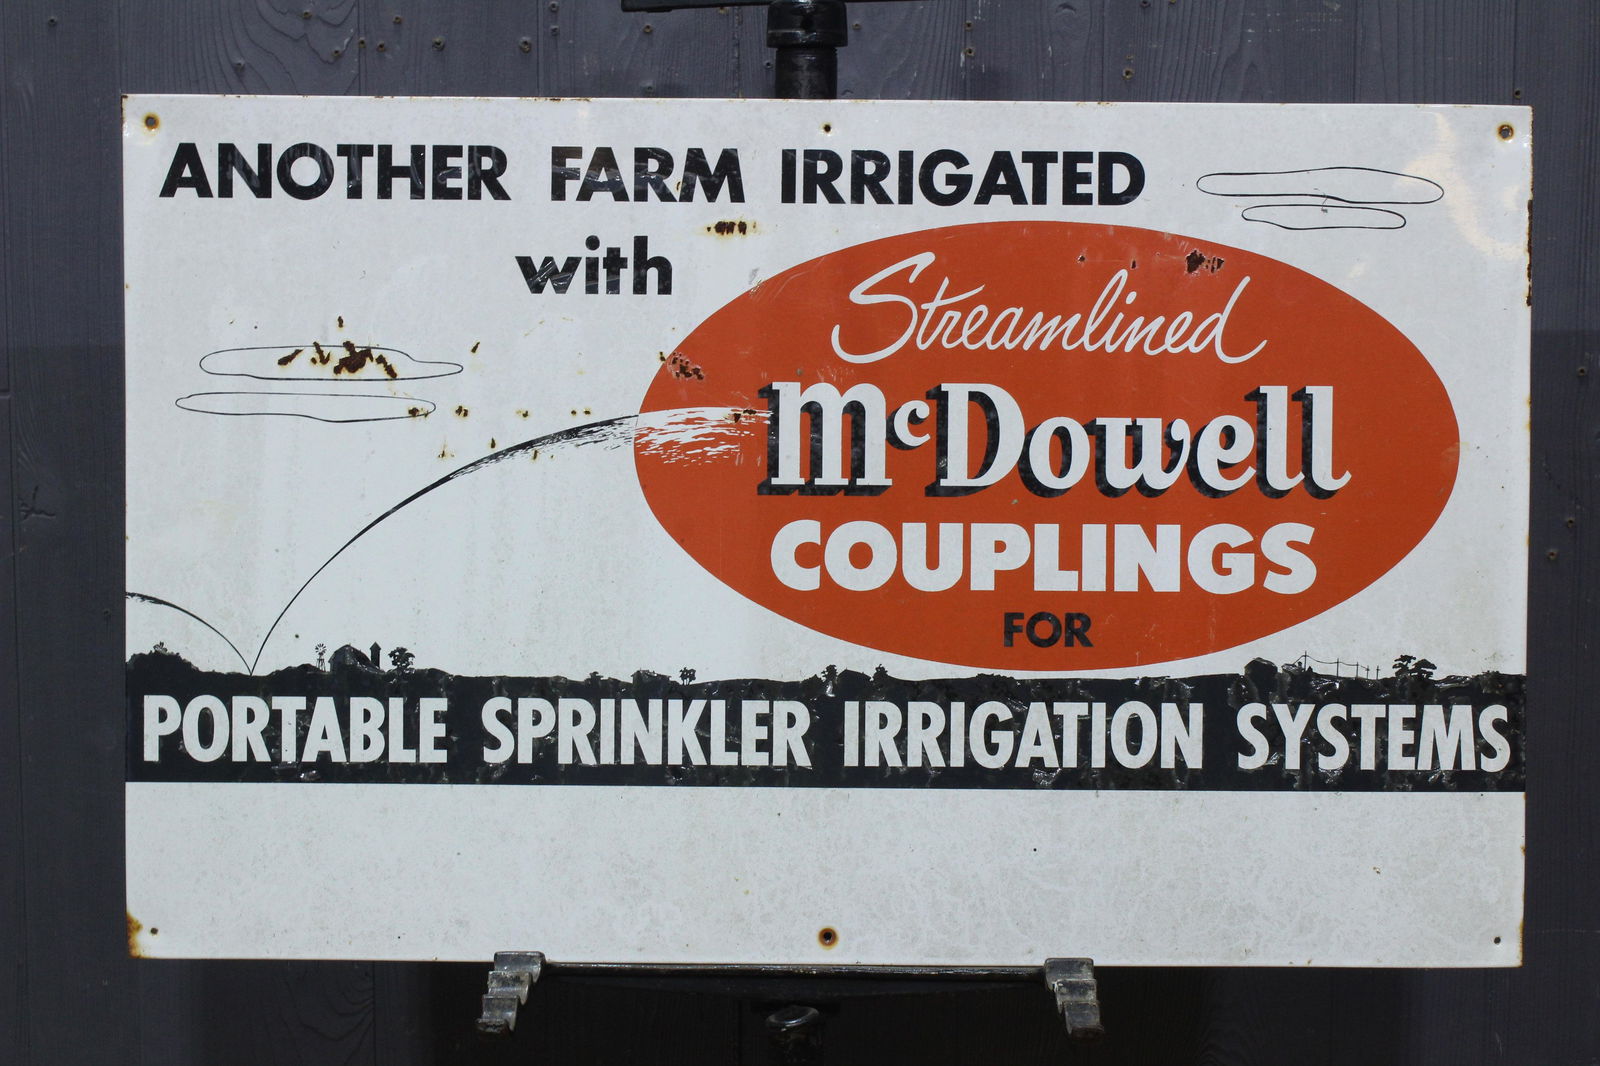 ANOTHER FARM IRRIGATED
with
Streamlined
McDowell
COUPLINGS
FOR
PORTABLE SPRINKLER IRRIGATION SYSTEMS